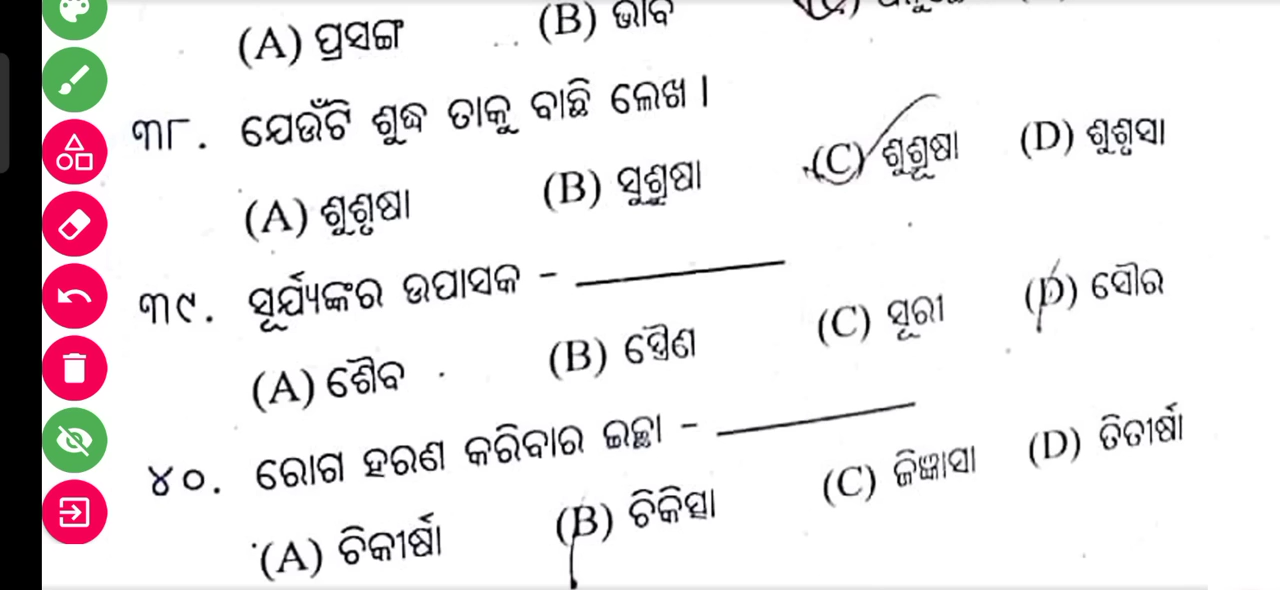 (A) ପ୍ରସଙ୍ଗ (B) ଭାବ
୩୮. ଯେଉଁଟି ଶୁଦ୍ଧ ତାକୁ ବାଛି ଲେଖ।
(A) ଶୁଶୃଷା (B) ସୁଶ୍ରୁଷା (C) ଶୁଶ୍ରୂଷା (D) ଶୁଶୃସା
୩୯. ସୂର୍ଯ୍ୟଙ୍କର ଉପାସକ -
(A) ଶୈବ (B) ସ୍ତ୍ରୈଣ (C) ସୂରୀ (D) ସୌର
୪୦. ରୋଗ ହରଣ କରିବାର ଇଚ୍ଛା -
(A) ଚିକୀର୍ଷା (B) ଚିକିତ୍ସା (C) ଜିଜ୍ଞାସା (D) ତିତୀର୍ଷା